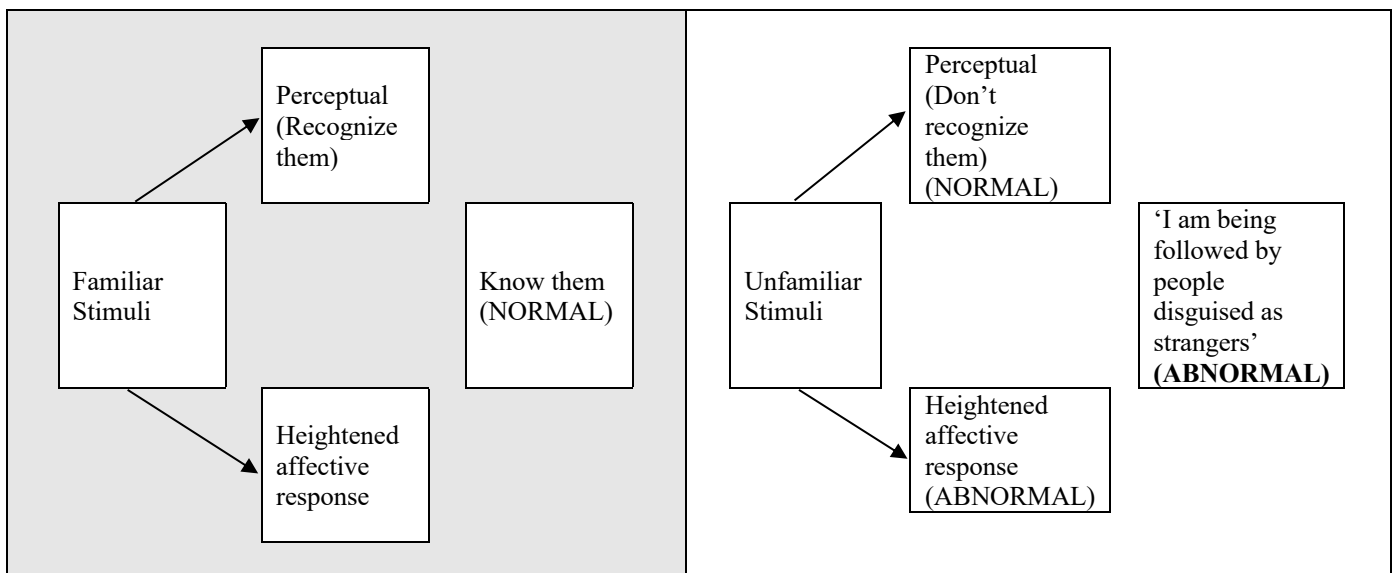 Perceptual
(Recognize
them)
Familiar
Stimuli
Know them
(NORMAL)
Heightened
affective
response
Perceptual
(Don’t
recognize
them)
(NORMAL)
Unfamiliar
Stimuli
‘I am being
followed by
people
disguised as
strangers’
(ABNORMAL)
Heightened
affective
response
(ABNORMAL)